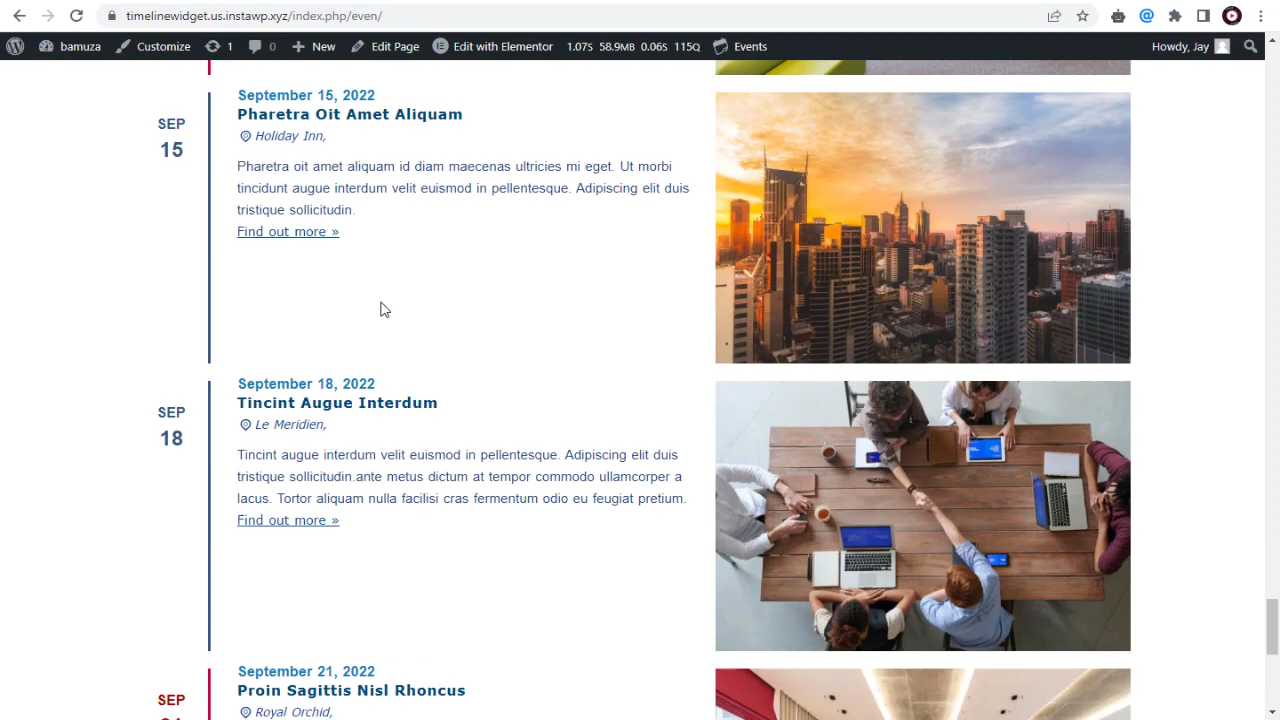 timelinewidget.us.instawp.xyz/index.php/even/
bamuza Customize 1 0 New Edit Page Edit with Elementor 1.07s 58.9MB 0.06s 115Q Events Howdy, Jay
September 15, 2022
Pharetra Oit Amet Aliquam
SEP
15
Holiday Inn,
Pharetra oit amet aliquam id diam maecenas ultricies mi eget. Ut morbi
tincidunt augue interdum velit euismod in pellentesque. Adipiscing elit duis
tristique sollicitudin.
Find out more »
September 18, 2022
Tincint Augue Interdum
SEP
18
Le Meridien,
Tincint augue interdum velit euismod in pellentesque. Adipiscing elit duis
tristique sollicitudin.ante metus dictum at tempor commodo ullamcorper a
lacus. Tortor aliquam nulla facilisi cras fermentum odio eu feugiat pretium.
Find out more »
September 21, 2022
Proin Sagittis Nisl Rhoncus
SEP
Royal Orchid,